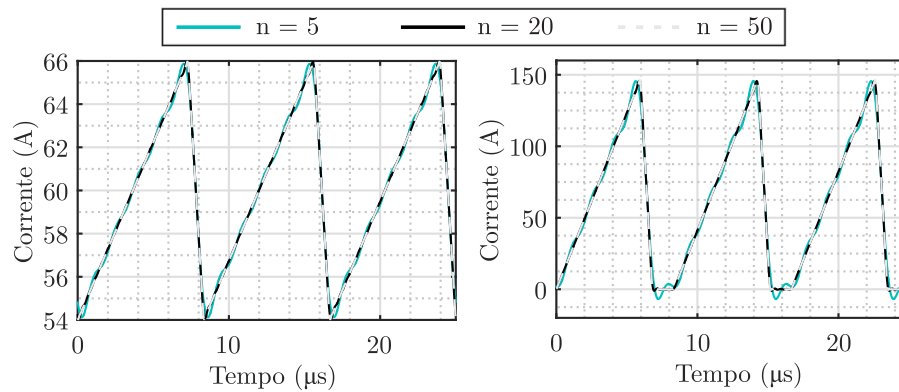 n = 5 n = 20 n = 50
Corrente (A)
66
64
62
60
58
56
54
0 10 20
Tempo (µs)
Corrente (A)
150
100
50
0
0 10 20
Tempo (µs)